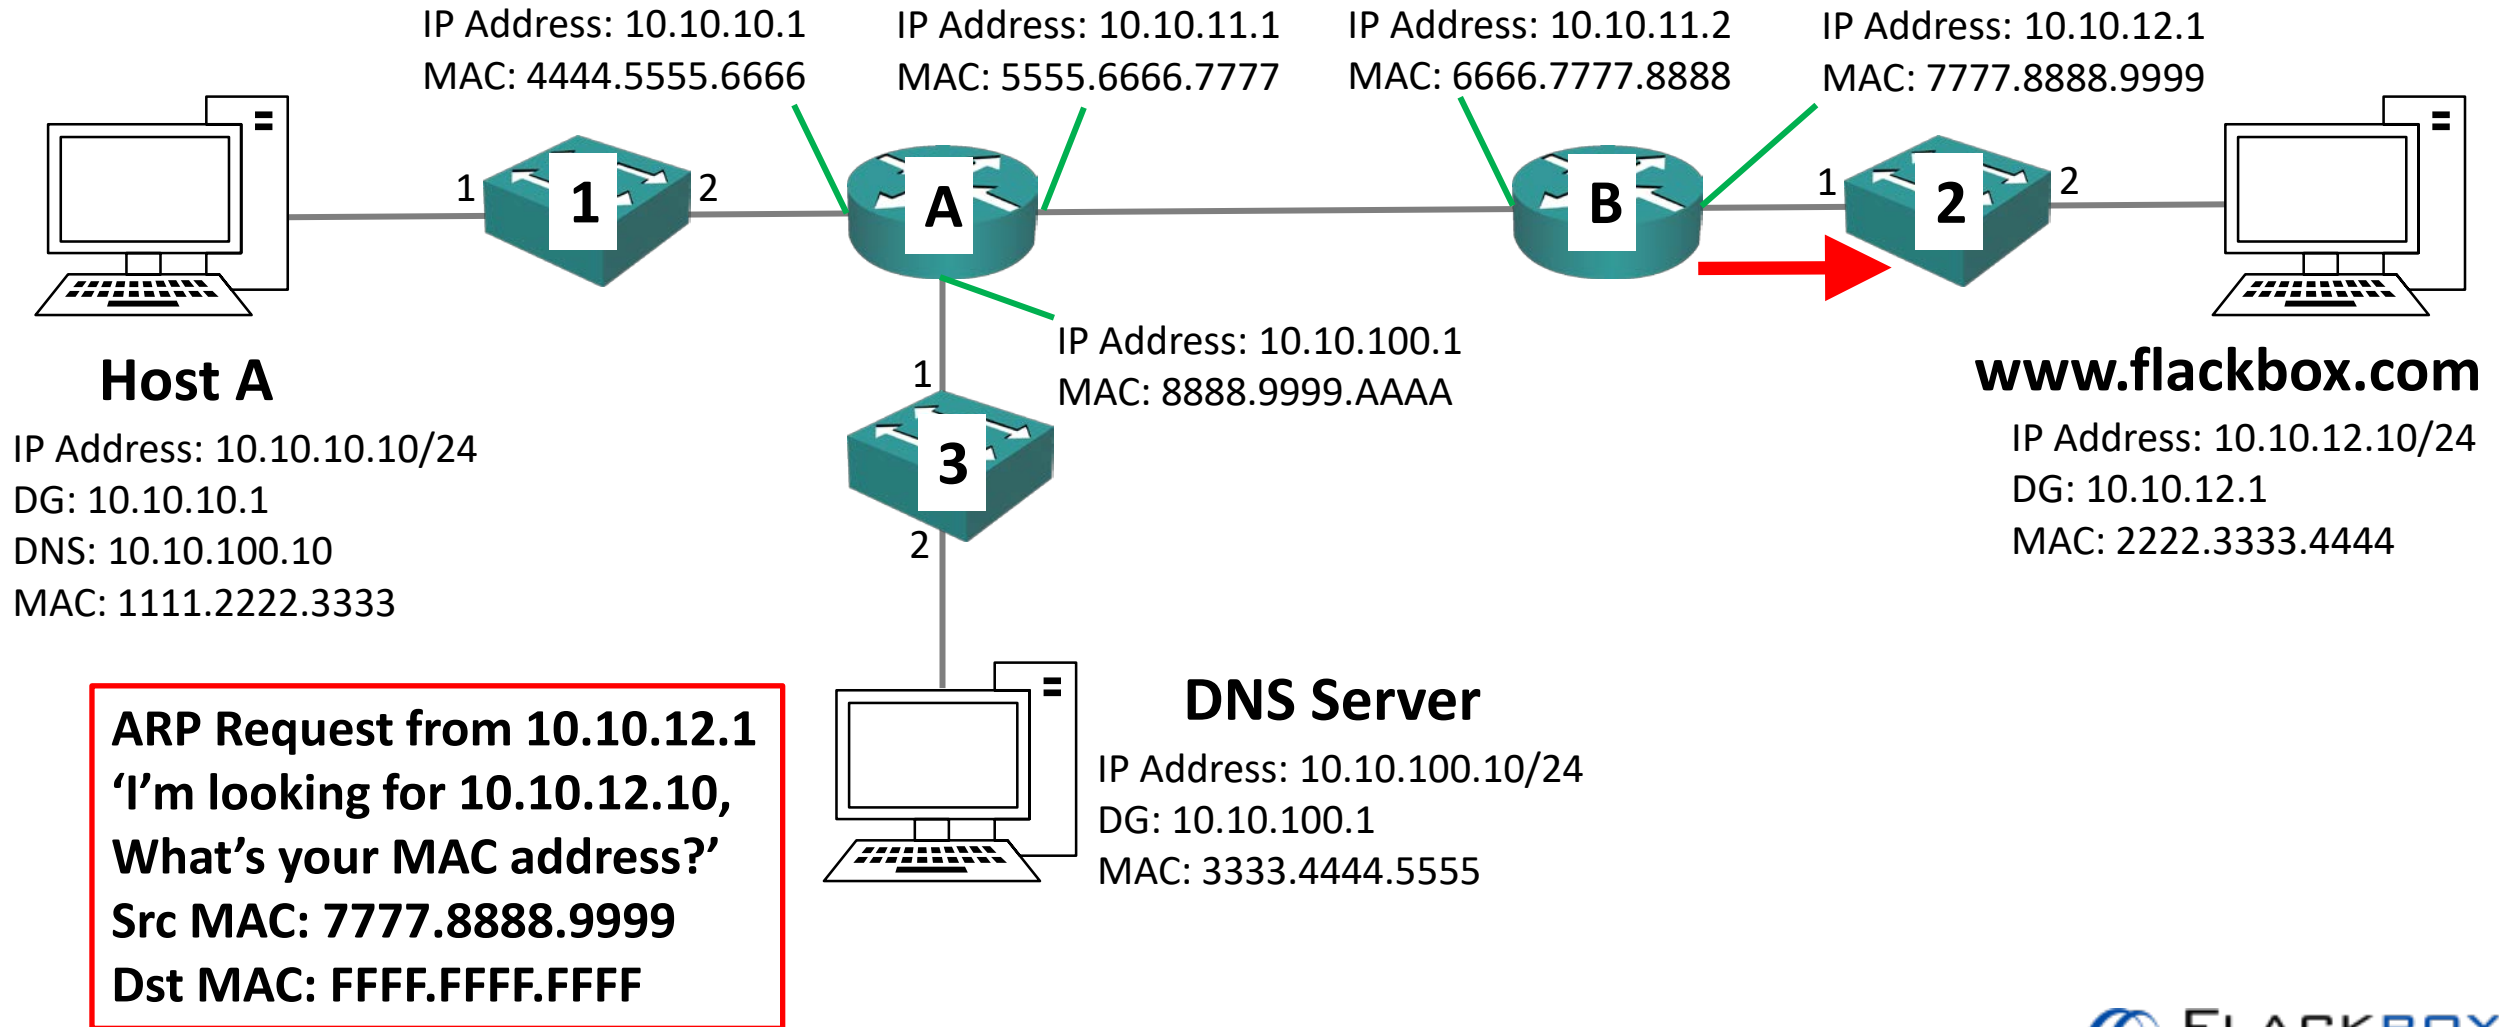 IP Address: 10.10.10.1
MAC: 4444.5555.6666
IP Address: 10.10.11.1
MAC: 5555.6666.7777
IP Address: 10.10.11.2
MAC: 6666.7777.8888
IP Address: 10.10.12.1
MAC: 7777.8888.9999
1
1
2
A
B
1
2
2
IP Address: 10.10.100.1
MAC: 8888.9999.AAAA
1
3
2
Host A
IP Address: 10.10.10.10/24
DG: 10.10.10.1
DNS: 10.10.100.10
MAC: 1111.2222.3333
www.flackbox.com
IP Address: 10.10.12.10/24
DG: 10.10.12.1
MAC: 2222.3333.4444
ARP Request from 10.10.12.1
‘I’m looking for 10.10.12.10,
What’s your MAC address?’
Src MAC: 7777.8888.9999
Dst MAC: FFFF.FFFF.FFFF
DNS Server
IP Address: 10.10.100.10/24
DG: 10.10.100.1
MAC: 3333.4444.5555
FLACKBOX